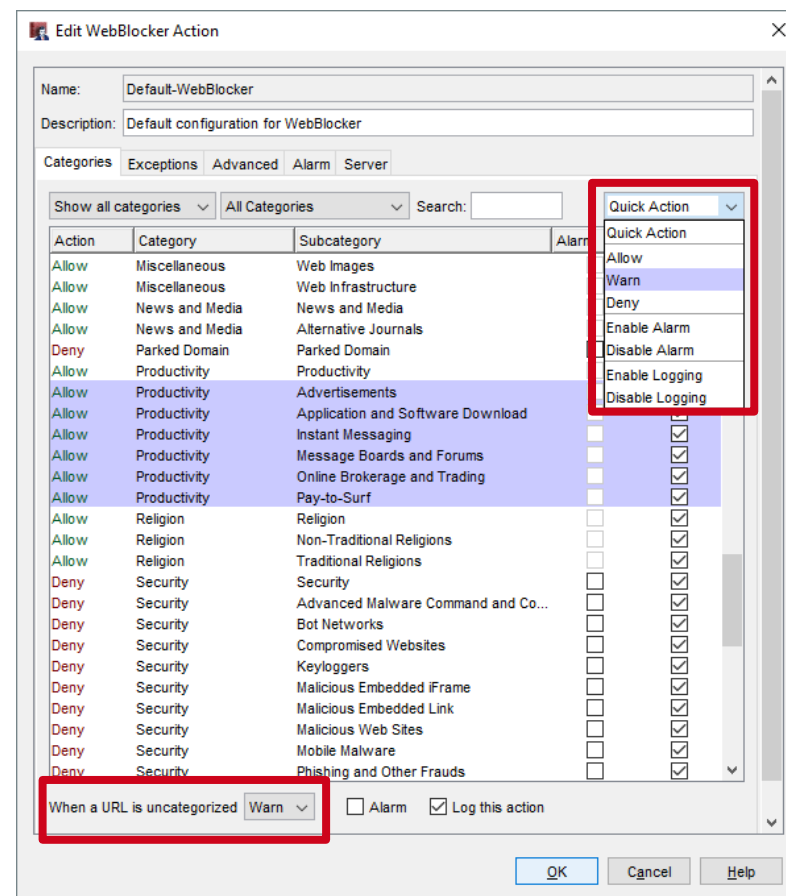 Edit WebBlocker Action
Name: Default-WebBlocker
Description: Default configuration for WebBlocker
Categories Exceptions Advanced Alarm Server
Show all categories All Categories Search: Quick Action
Action Category Subcategory Alarm
Quick Action
Allow
Warn
Deny
Enable Alarm
Disable Alarm
Enable Logging
Disable Logging
Allow Miscellaneous Web Images
Allow Miscellaneous Web Infrastructure
Allow News and Media News and Media
Allow News and Media Alternative Journals
Deny Parked Domain Parked Domain
Allow Productivity Productivity
Allow Productivity Advertisements
Allow Productivity Application and Software Download
Allow Productivity Instant Messaging
Allow Productivity Message Boards and Forums
Allow Productivity Online Brokerage and Trading
Allow Productivity Pay-to-Surf
Allow Religion Religion
Allow Religion Non-Traditional Religions
Allow Religion Traditional Religions
Deny Security Security
Deny Security Advanced Malware Command and Co...
Deny Security Bot Networks
Deny Security Compromised Websites
Deny Security Keyloggers
Deny Security Malicious Embedded iFrame
Deny Security Malicious Embedded Link
Deny Security Malicious Web Sites
Deny Security Mobile Malware
Deny Security Phishing and Other Frauds
When a URL is uncategorized Warn Alarm Log this action
OK Cancel Help